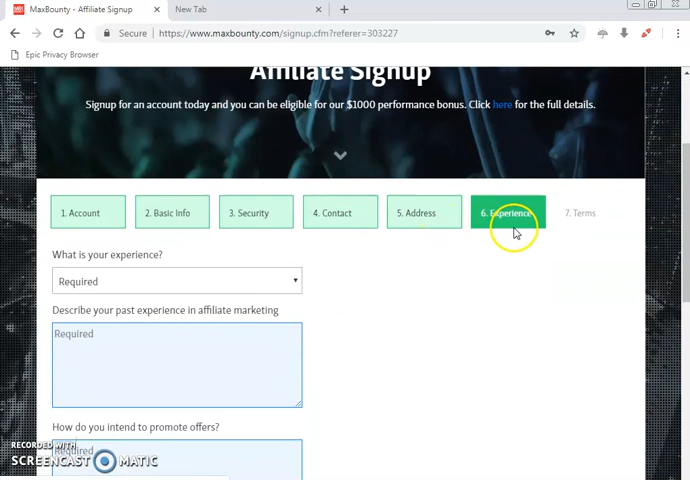 MaxBounty - Affiliate Signup
New Tab
Secure
https://www.maxbounty.com/signup.cfm?referer=303227
Epic Privacy Browser
Affiliate Signup
Signup for an account today and you can be eligible for our $1000 performance bonus. Click here for the full details.
1. Account
2. Basic Info
3. Security
4. Contact
5. Address
6. Experience
7. Terms
What is your experience?
Required
Describe your past experience in affiliate marketing
Required
How do you intend to promote offers?
Required
RECORDED WITH
SCREENCAST MATIC